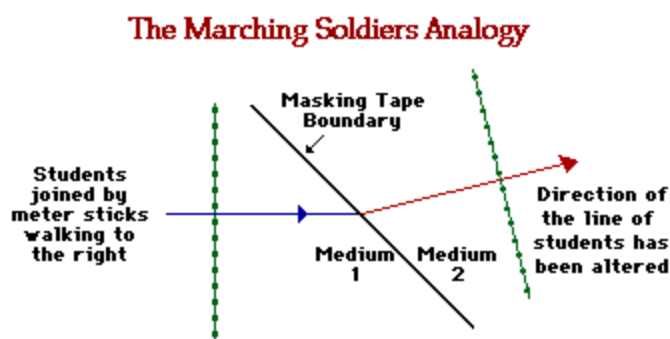 The Marching Soldiers Analogy
Masking Tape
Boundary
Students
joined by
meter sticks
walking to
the right
Medium
1
Medium
2
Direction of
the line of
students has
been altered